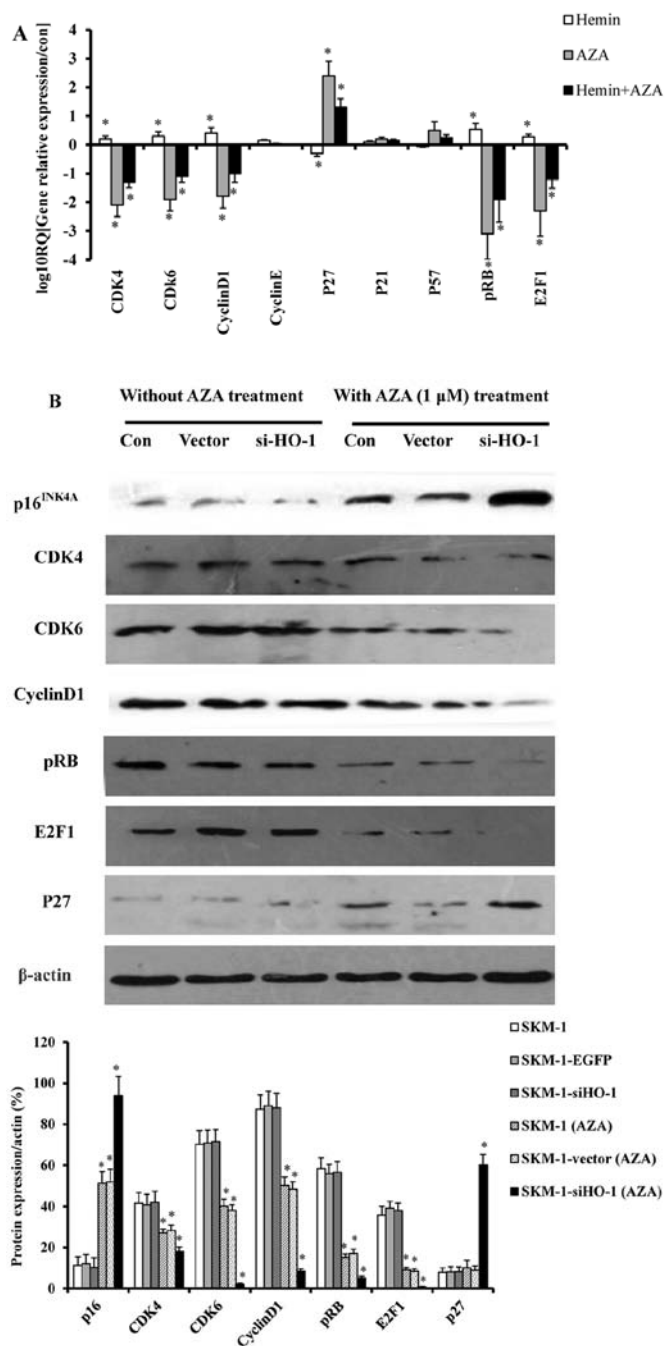 A
log10RQ[Gene relative expression/con]
4
3
2
1
0
-1
-2
-3
-4
Hemin
AZA
Hemin+AZA
* * * * * * * *
* * * * * * * * * * *
CDK4
CDk6
CyclinD1
CyclinE
P27
P21
P57
pRB
E2F1
B
Without AZA treatment
With AZA (1 µM) treatment
Con Vector si-HO-1 Con Vector si-HO-1
p16INK4A
CDK4
CDK6
CyclinD1
pRB
E2F1
P27
β-actin
Protein expression/actin (%)
120
100
80
60
40
20
0
SKM-1
SKM-1-EGFP
SKM-1-siHO-1
SKM-1 (AZA)
SKM-1-vector (AZA)
SKM-1-siHO-1 (AZA)
p16
CDK4
CDK6
CyclinD1
pRB
E2F1
p27